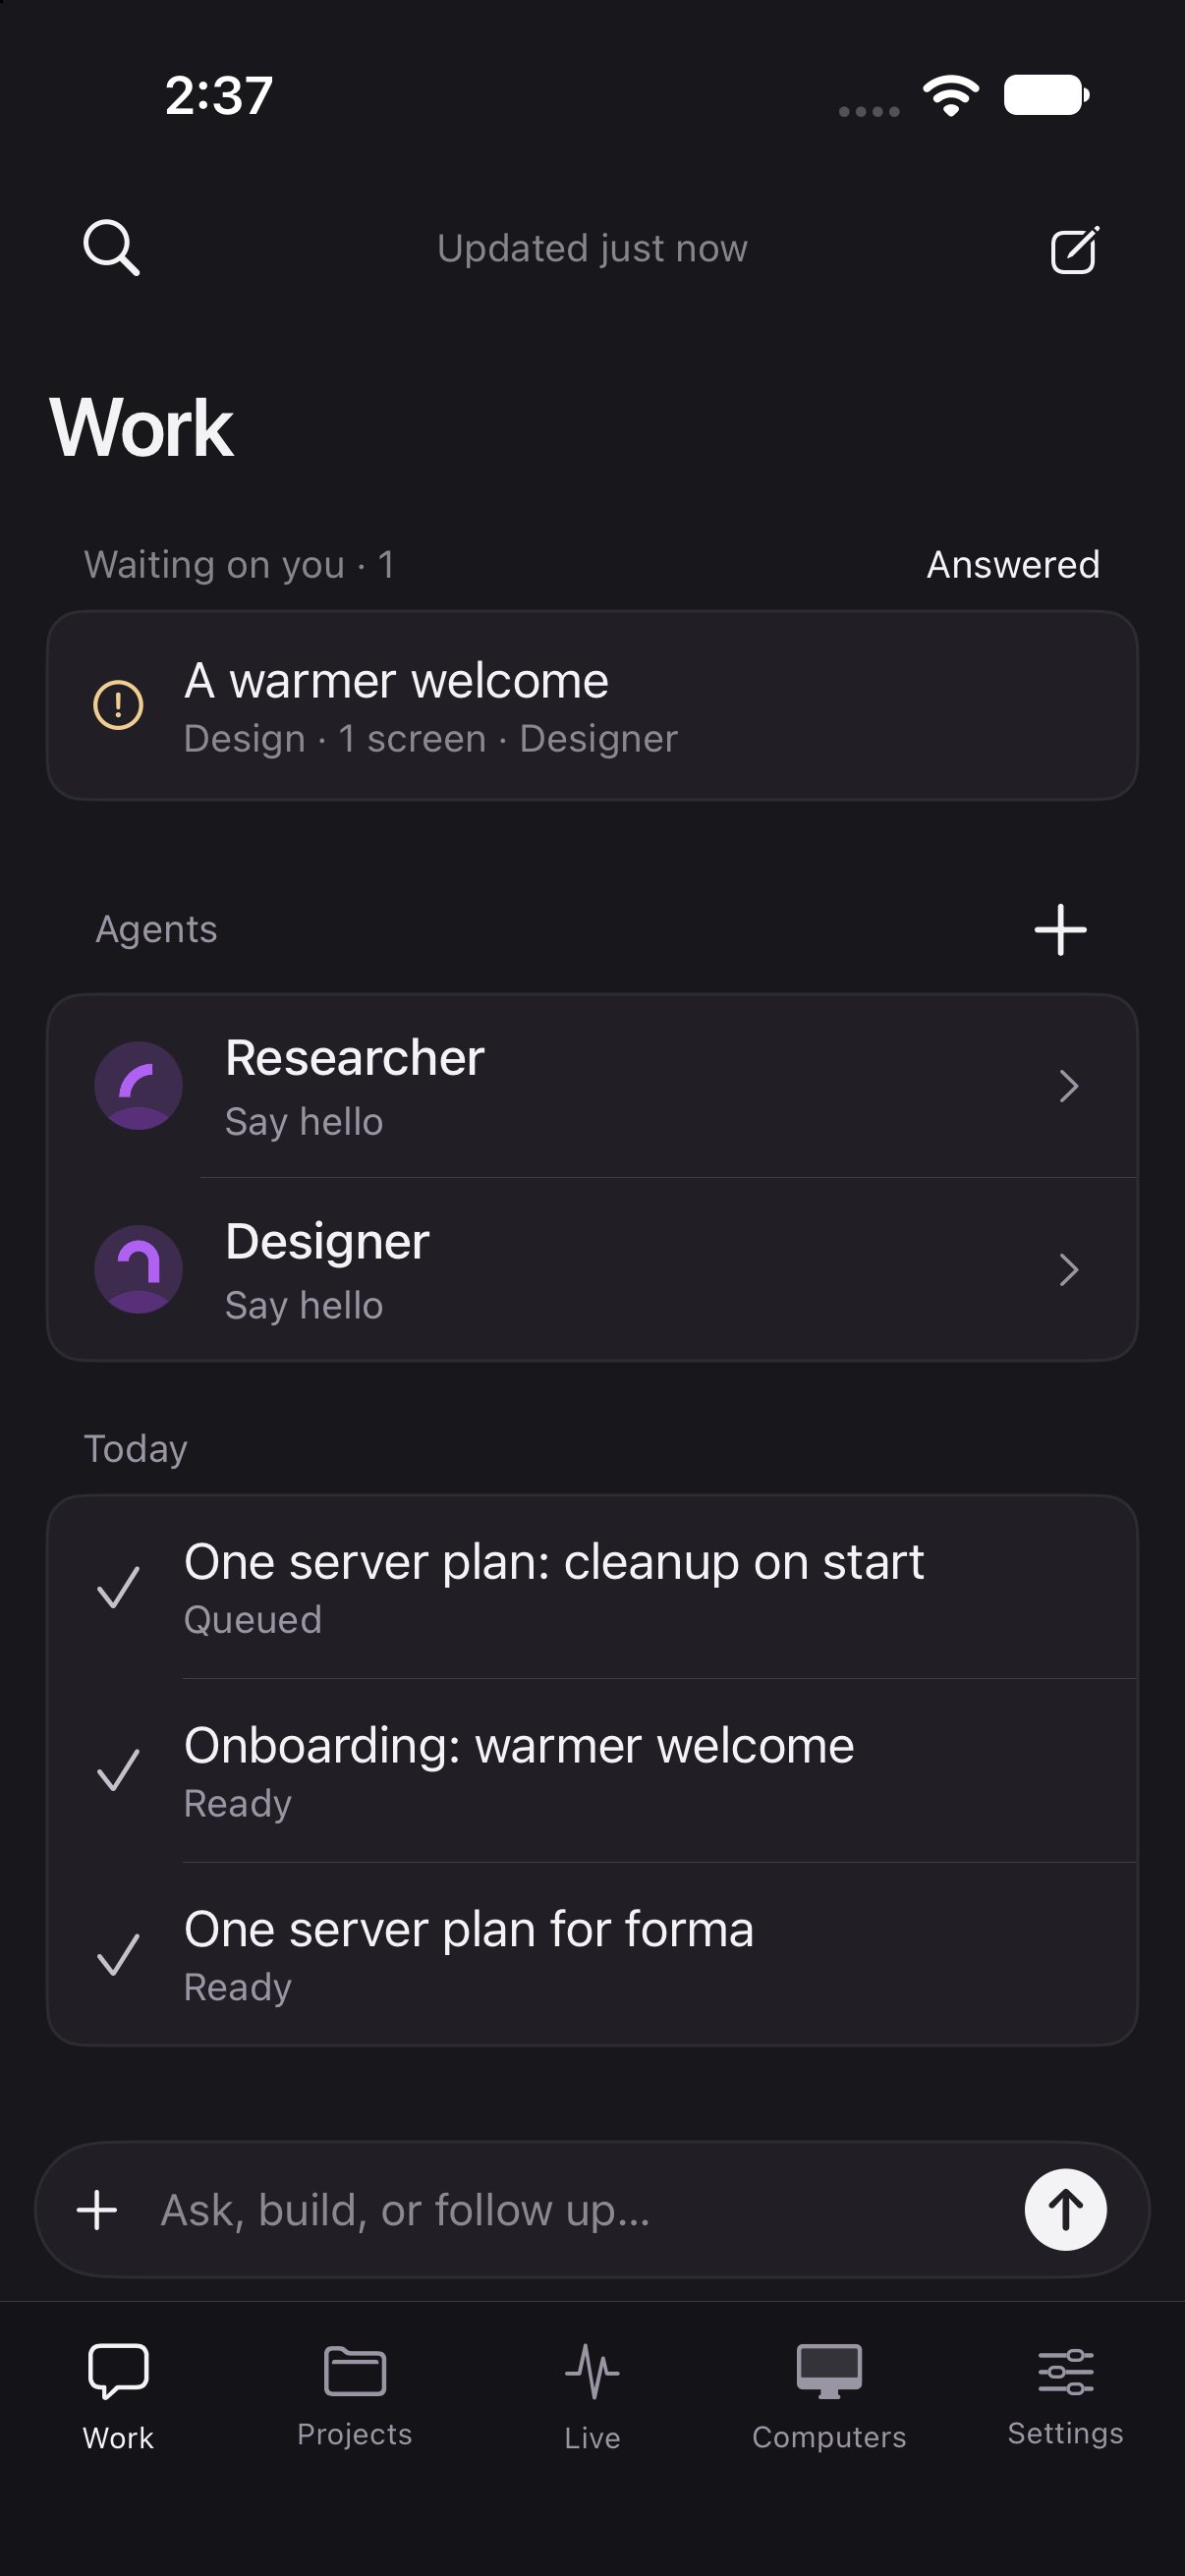 2:37
Updated just now
Work
Waiting on you · 1
Answered
A warmer welcome
Design · 1 screen · Designer
Agents
Researcher
Say hello
Designer
Say hello
Today
One server plan: cleanup on start
Queued
Onboarding: warmer welcome
Ready
One server plan for forma
Ready
Ask, build, or follow up...
Work
Projects
Live
Computers
Settings